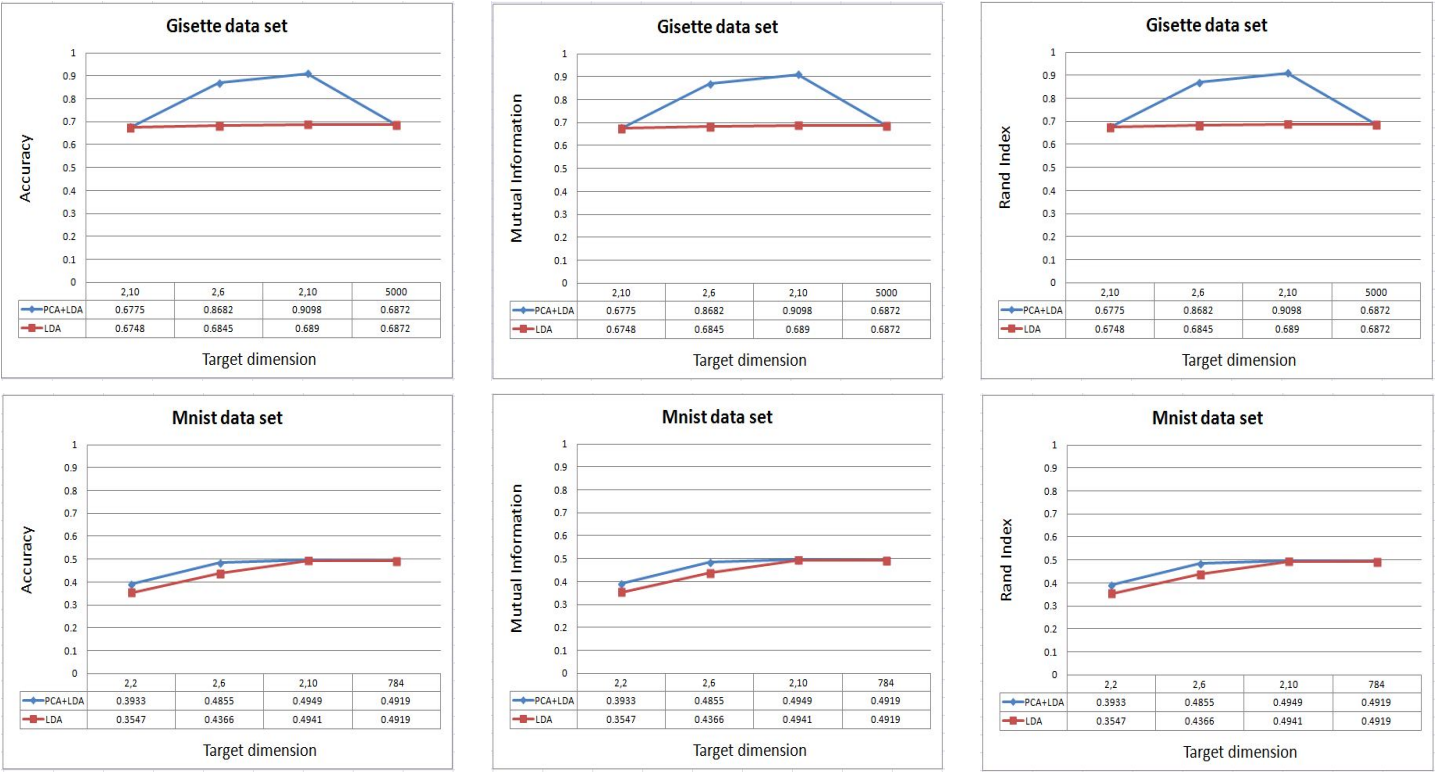 Gisette data set
Accuracy
1
0.9
0.8
0.7
0.6
0.5
0.4
0.3
0.2
0.1
0
2,10 2,6 2,10 5000
PCA+LDA 0.6775 0.8682 0.9098 0.6872
LDA 0.6748 0.6845 0.689 0.6872
Target dimension
Gisette data set
Mutual Information
1
0.9
0.8
0.7
0.6
0.5
0.4
0.3
0.2
0.1
0
2,10 2,6 2,10 5000
PCA+LDA 0.6775 0.8682 0.9098 0.6872
LDA 0.6748 0.6845 0.689 0.6872
Target dimension
Gisette data set
Rand Index
1
0.9
0.8
0.7
0.6
0.5
0.4
0.3
0.2
0.1
0
2,10 2,6 2,10 5000
PCA+LDA 0.6775 0.8682 0.9098 0.6872
LDA 0.6748 0.6845 0.689 0.6872
Target dimension
Mnist data set
Accuracy
1
0.9
0.8
0.7
0.6
0.5
0.4
0.3
0.2
0.1
0
2,2 2,6 2,10 784
PCA+LDA 0.3933 0.4855 0.4949 0.4919
LDA 0.3547 0.4366 0.4941 0.4919
Target dimension
Mnist data set
Mutual Information
1
0.9
0.8
0.7
0.6
0.5
0.4
0.3
0.2
0.1
0
2,2 2,6 2,10 784
PCA+LDA 0.3933 0.4855 0.4949 0.4919
LDA 0.3547 0.4366 0.4941 0.4919
Target dimension
Mnist data set
Rand Index
1
0.9
0.8
0.7
0.6
0.5
0.4
0.3
0.2
0.1
0
2,2 2,6 2,10 784
PCA+LDA 0.3933 0.4855 0.4949 0.4919
LDA 0.3547 0.4366 0.4941 0.4919
Target dimension